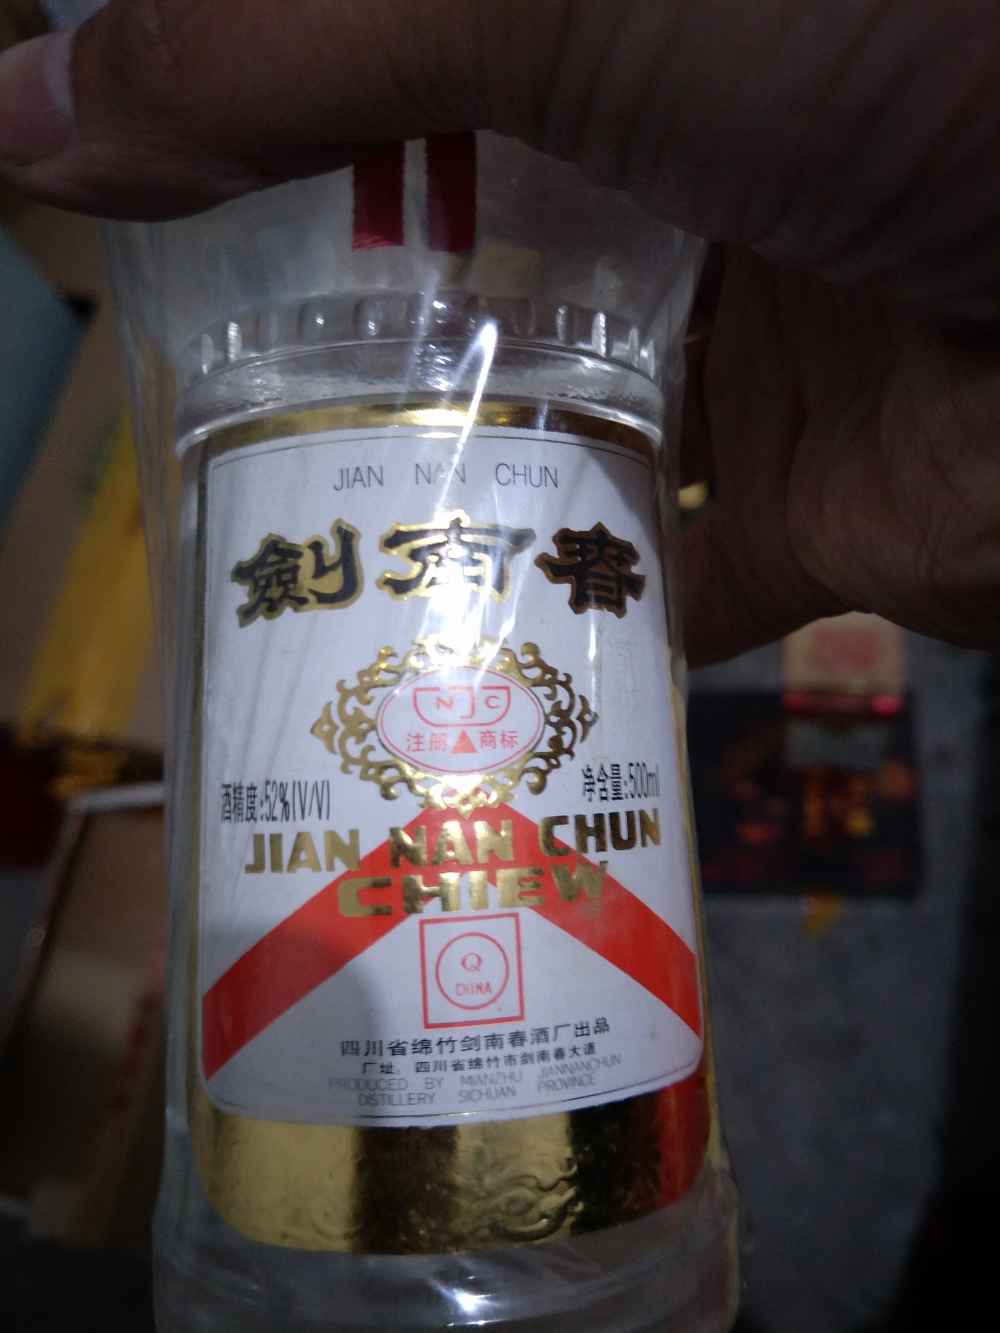 JIAN NAN CHUN
劍南春
N J C
注册 商标
酒精度:52%(V/V)
净含量:500ml
JIAN NAN CHUN
CHIEW
Q
CHINA
四川省绵竹剑南春酒厂出品
厂址：四川省绵竹市剑南春大道
PRODUCED BY MIANZHU JIANNANCHUN
DISTILLERY SICHUAN PROVINCE